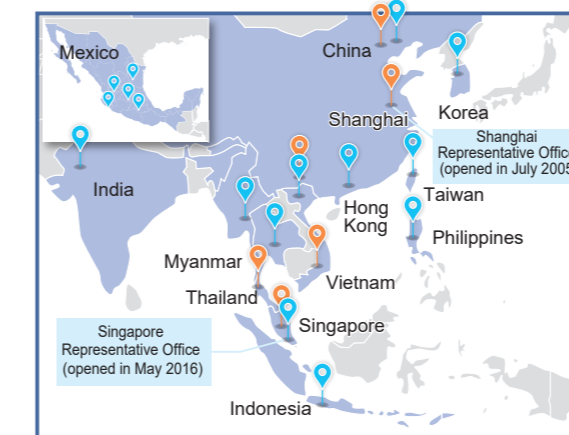 Mexico
China
Shanghai
Korea
Shanghai
Representative Office
(opened in July 2005
India
Hong
Kong
Taiwan
Philippines
Myanmar
Vietnam
Thailand
Singapore
Singapore
Representative Office
(opened in May 2016)
Indonesia